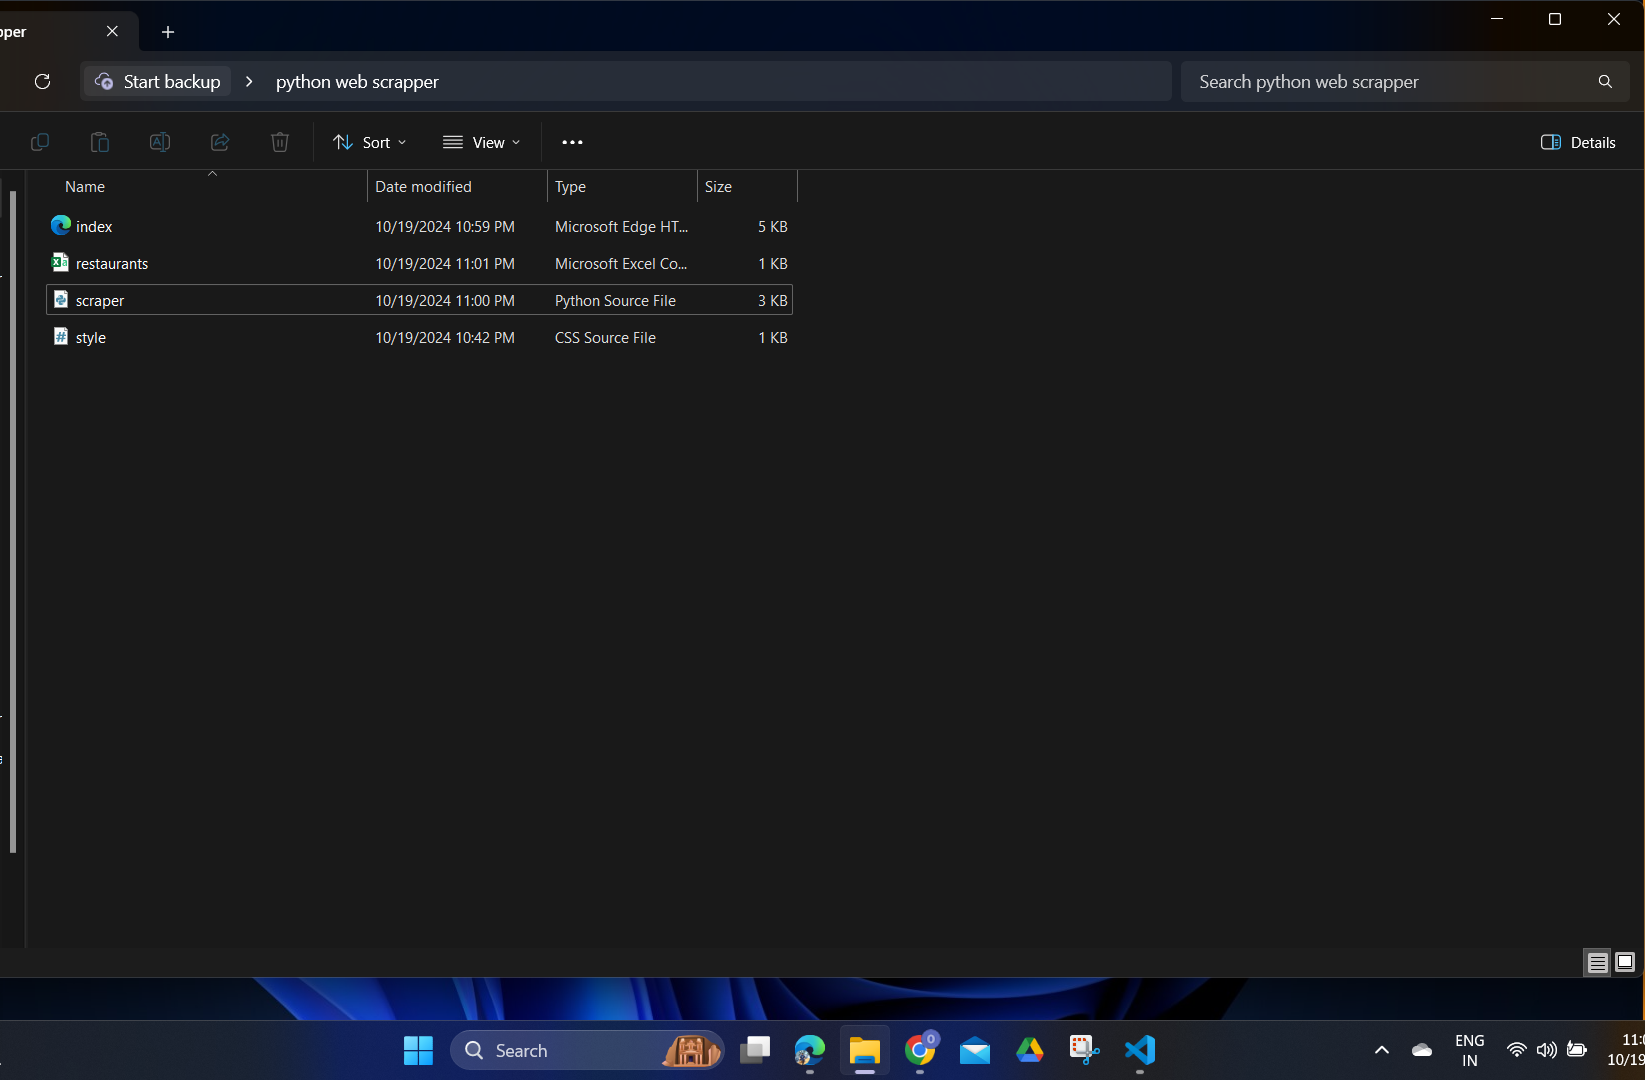 pper
Start backup > python web scrapper
Search python web scrapper
Sort
View
Details
Name Date modified Type Size
index 10/19/2024 10:59 PM Microsoft Edge HT... 5 KB
restaurants 10/19/2024 11:01 PM Microsoft Excel Co... 1 KB
scraper 10/19/2024 11:00 PM Python Source File 3 KB
style 10/19/2024 10:42 PM CSS Source File 1 KB
Search
0
ENG
IN
11:0
10/19